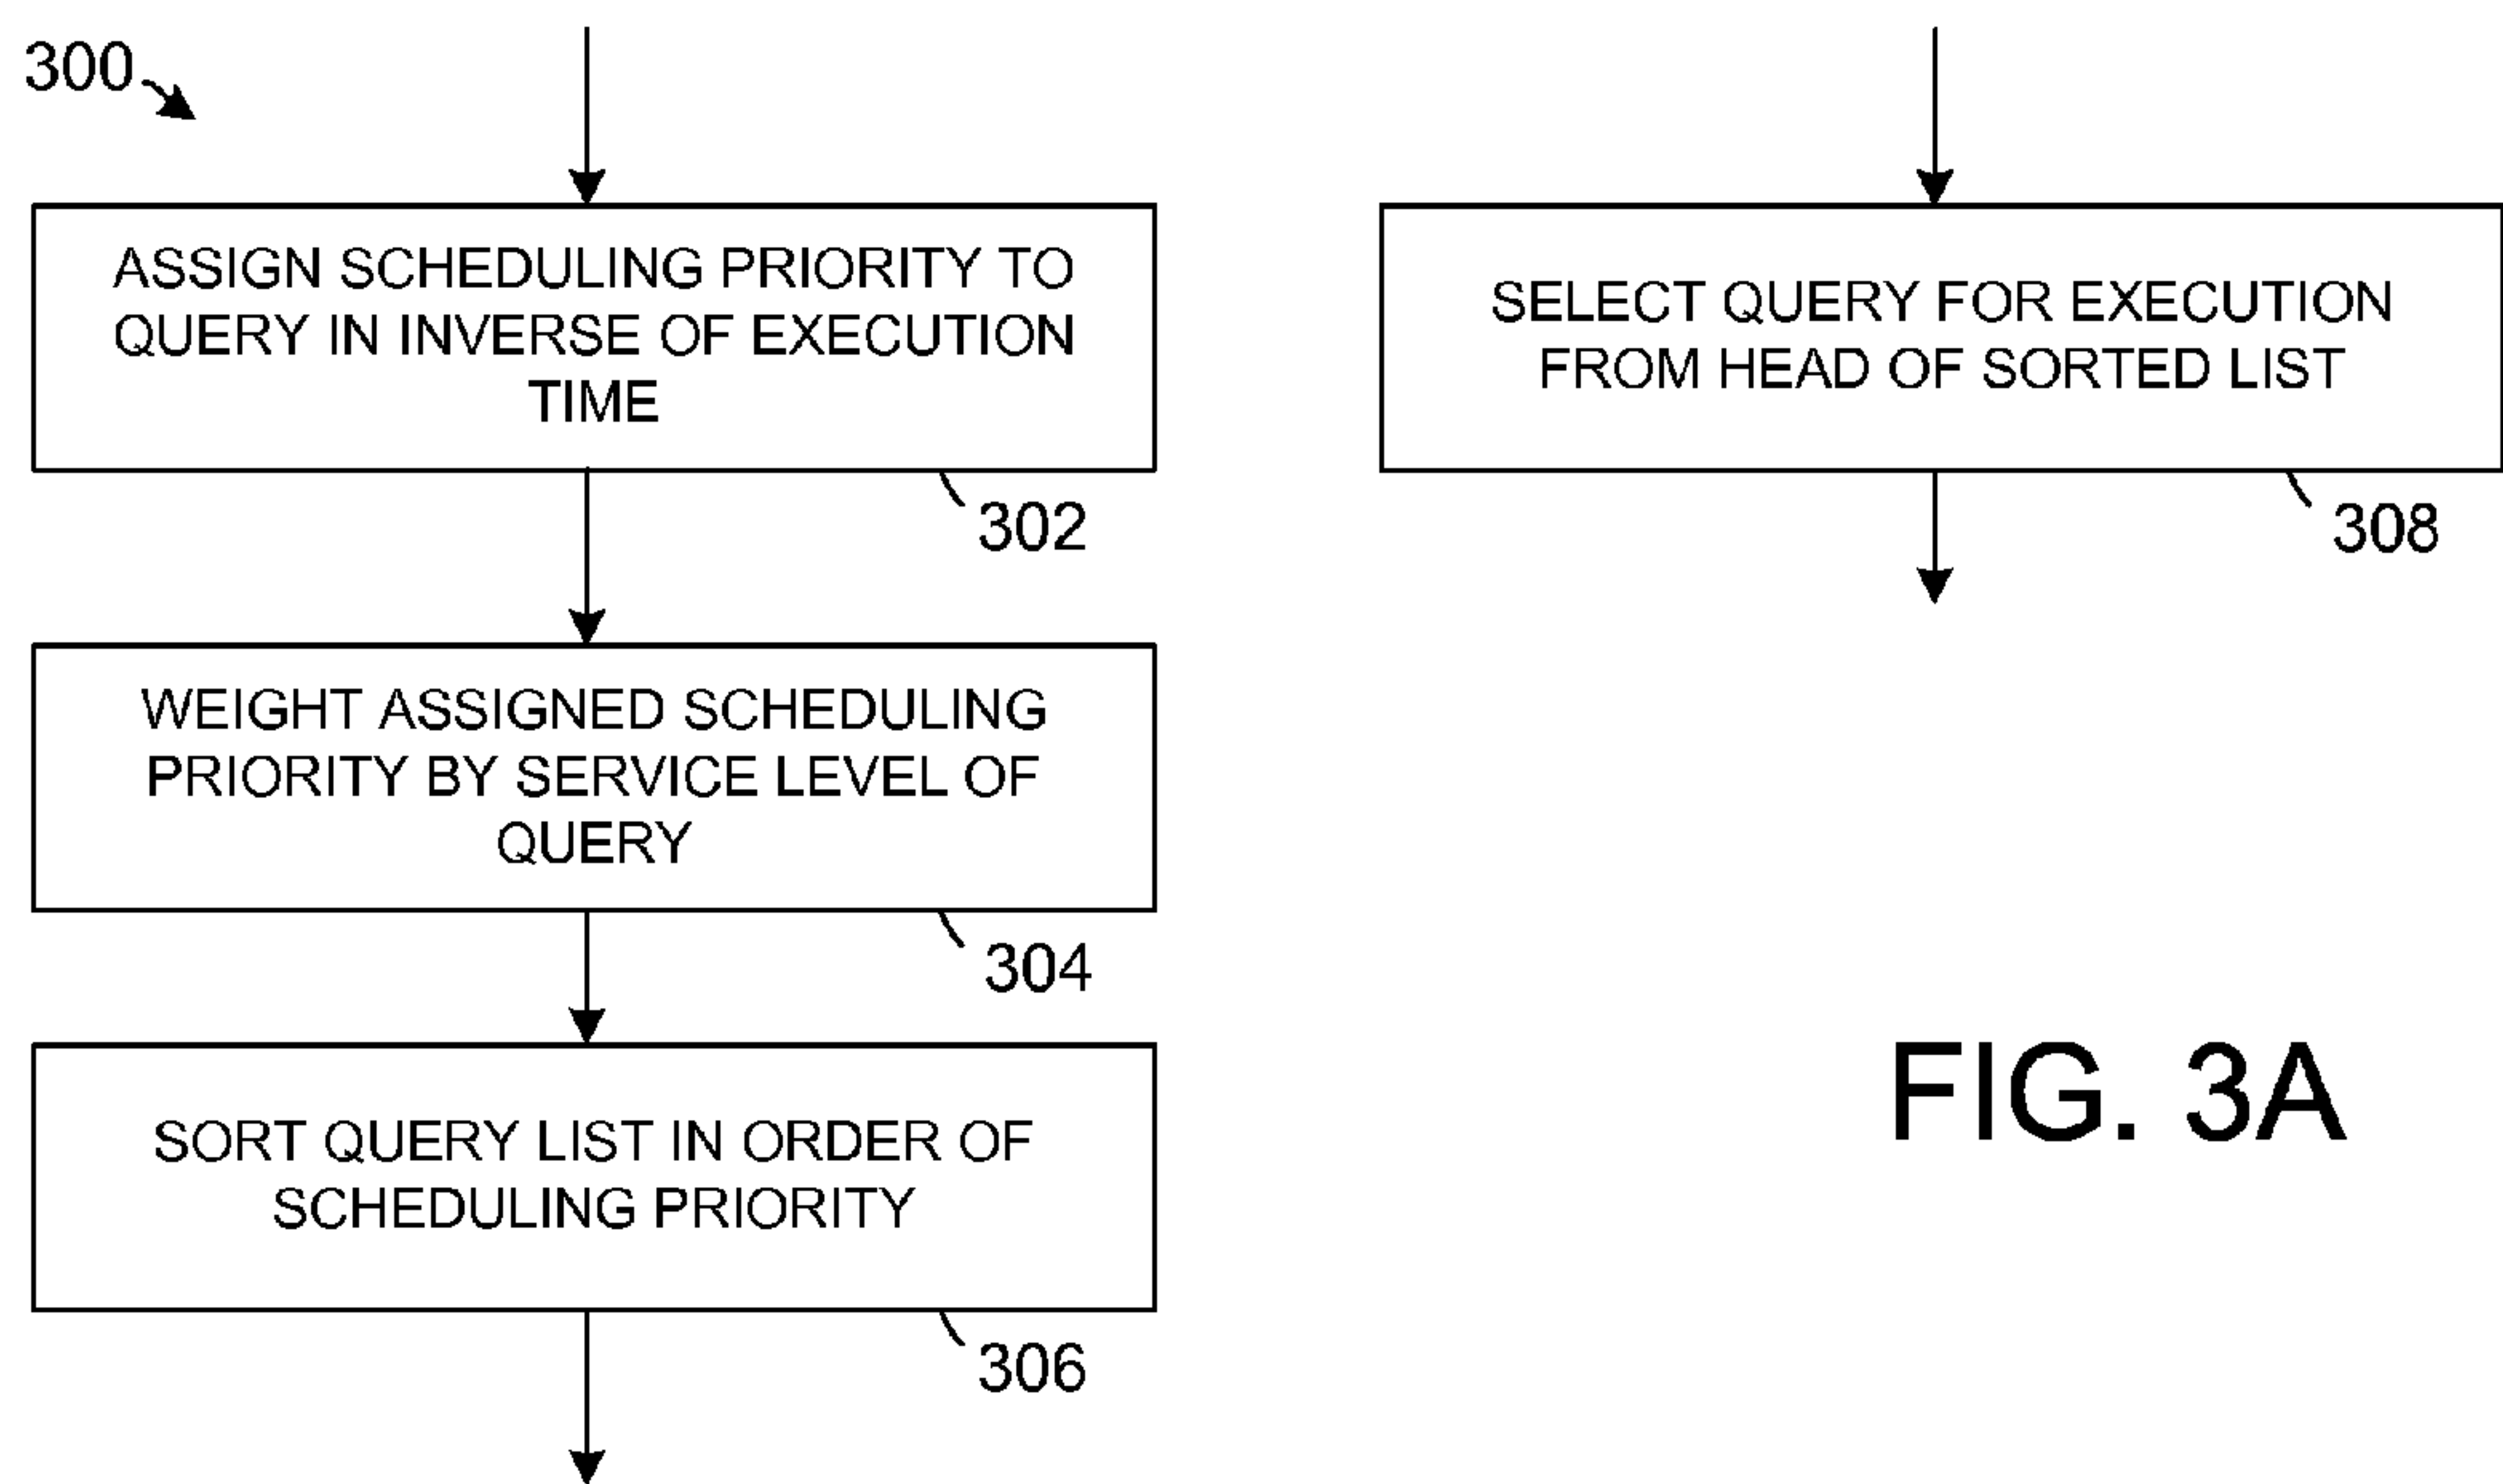 300
ASSIGN SCHEDULING PRIORITY TO
QUERY IN INVERSE OF EXECUTION
TIME
302
WEIGHT ASSIGNED SCHEDULING
PRIORITY BY SERVICE LEVEL OF
QUERY
304
SORT QUERY LIST IN ORDER OF
SCHEDULING PRIORITY
306
SELECT QUERY FOR EXECUTION
FROM HEAD OF SORTED LIST
308
FIG. 3A